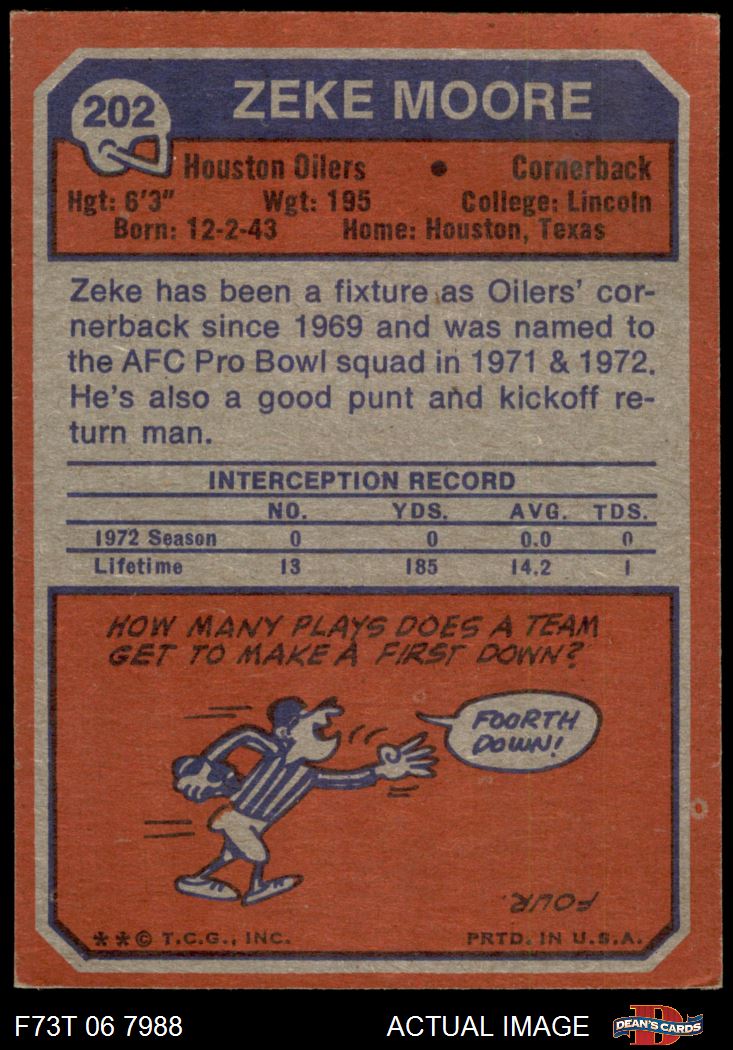 202
ZEKE MOORE
Houston Oilers • Cornerback
Hgt: 6'3" Wgt: 195 College: Lincoln
Born: 12-2-43 Home: Houston, Texas
Zeke has been a fixture as Oilers' cor-
nerback since 1969 and was named to
the AFC Pro Bowl squad in 1971 & 1972.
He's also a good punt and kickoff re-
turn man.
INTERCEPTION RECORD
NO. YDS. AVG. TDS.
1972 Season 0 0 0.0 0
Lifetime 13 185 14.2 1
HOW MANY PLAYS DOES A TEAM
GET TO MAKE A FIRST DOWN?
FOORTH
DOWN!
FOUR.
**© T.C.G., INC. PRTD. IN U.S.A.
F73T 06 7988 ACTUAL IMAGE
D
DEAN'S CARDS